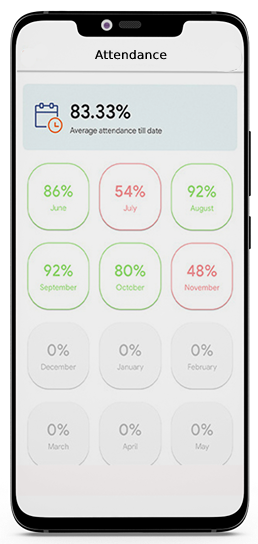 Attendance
83.33%
Average attendance till date
86% 54% 92%
June July August
92% 80% 48%
September October November
0% 0% 0%
December January February
0% 0% 0%
March April May